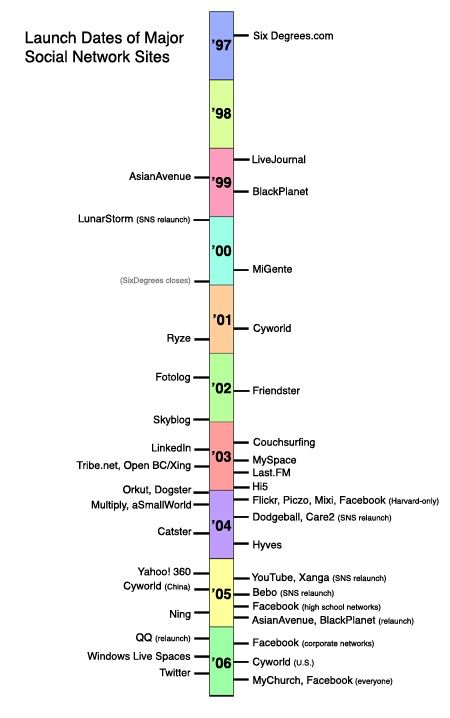 Launch Dates of Major
Social Network Sites
'97
Six Degrees.com
'98
LiveJournal
AsianAvenue
'99
BlackPlanet
LunarStorm (SNS relaunch)
'00
MiGente
(SixDegrees closes)
'01
Cyworld
Ryze
Fotolog
'02
Friendster
Skyblog
Couchsurfing
LinkedIn
'03
MySpace
Tribe.net, Open BC/Xing
Last.FM
Hi5
Orkut, Dogster
Flickr, Piczo, Mixi, Facebook (Harvard-only)
Multiply, aSmallWorld
Dodgeball, Care2 (SNS relaunch)
'04
Catster
Hyves
Yahoo! 360
YouTube, Xanga (SNS relaunch)
Cyworld (China)
'05
Bebo (SNS relaunch)
Facebook (high school networks)
Ning
AsianAvenue, BlackPlanet (relaunch)
QQ (relaunch)
Facebook (corporate networks)
Windows Live Spaces
'06
Cyworld (U.S.)
Twitter
MyChurch, Facebook (everyone)